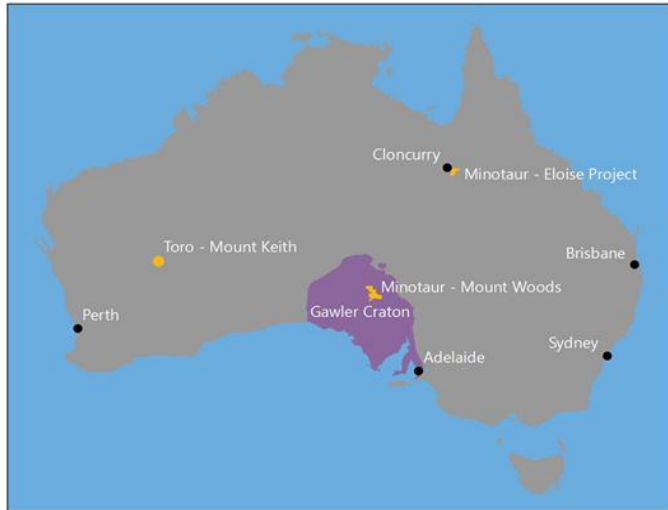 Cloncurry
Minotaur - Eloise Project
Toro - Mount Keith
Brisbane
Minotaur - Mount Woods
Gawler Craton
Perth
Sydney
Adelaide